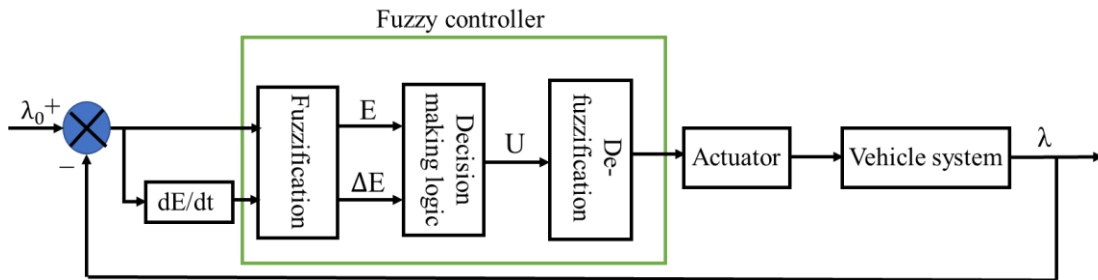 Fuzzy controller
λ₀ +
−
dE/dt
Fuzzification
E
ΔE
Decision
making logic
U
De-
fuzzification
Actuator
Vehicle system
λ